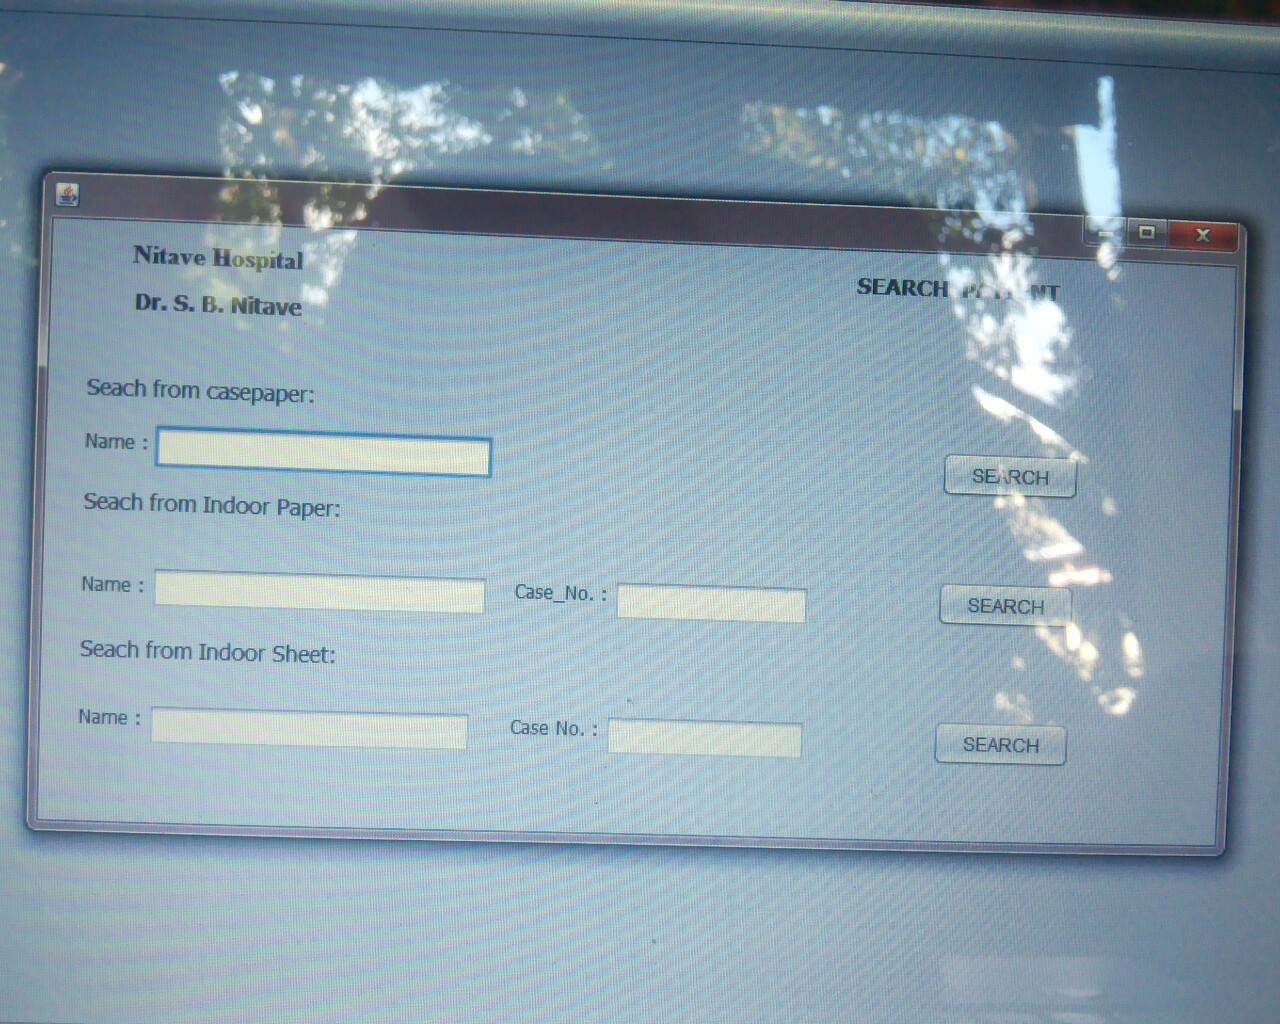 Nitave Hospital
SEARCH
Dr. S. B. Nitave
Seach from casepaper:
Name :
SEARCH
Seach from Indoor Paper:
Name : Case_No. : SEARCH
Seach from Indoor Sheet:
Name : Case No. : SEARCH